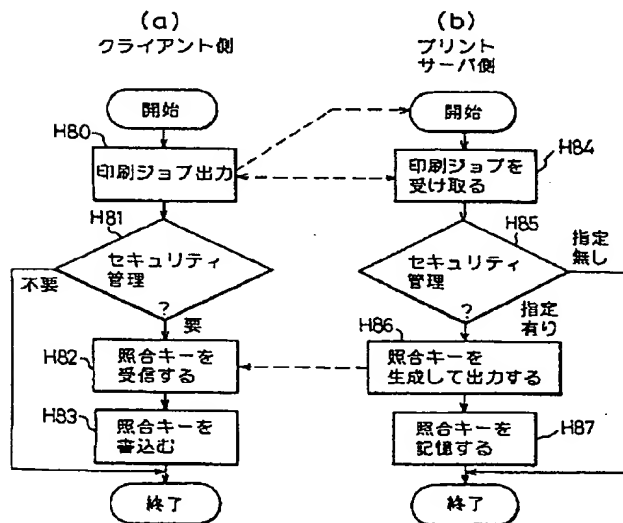 (a)
クライアント側
開始
H80
印刷ジョブ出力
H81
セキュリティ
管理
?
不要
要
H82
照合キーを
受信する
H83
照合キーを
書込む
終了
(b)
プリント
サーバ側
開始
H84
印刷ジョブを
受け取る
H85
セキュリティ
管理
?
指定
無し
指定
有り
H86
照合キーを
生成して出力する
H87
照合キーを
記憶する
終了